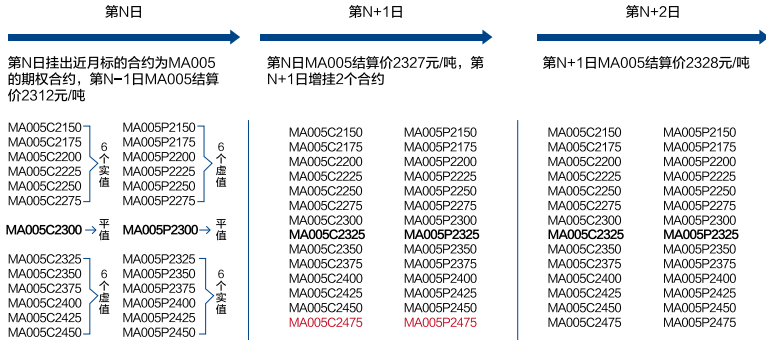 第N日
第N日挂出近月标的合约为MA005
的期权合约，第N-1日MA005结算
价2312元/吨
MA005C2150 MA005P2150
MA005C2175 MA005P2175
MA005C2200 MA005P2200
MA005C2225 MA005P2225
MA005C2250 MA005P2250
MA005C2275 MA005P2275
6个实值
6个虚值
MA005C2300 平值 MA005P2300 平值
MA005C2325 MA005P2325
MA005C2350 MA005P2350
MA005C2375 MA005P2375
MA005C2400 MA005P2400
MA005C2425 MA005P2425
MA005C2450 MA005P2450
6个虚值
6个实值
第N+1日
第N日MA005结算价2327元/吨，第
N+1日增挂2个合约
MA005C2150 MA005P2150
MA005C2175 MA005P2175
MA005C2200 MA005P2200
MA005C2225 MA005P2225
MA005C2250 MA005P2250
MA005C2275 MA005P2275
MA005C2300 MA005P2300
MA005C2325 MA005P2325
MA005C2350 MA005P2350
MA005C2375 MA005P2375
MA005C2400 MA005P2400
MA005C2425 MA005P2425
MA005C2450 MA005P2450
MA005C2475 MA005P2475
第N+2日
第N+1日MA005结算价2328元/吨
MA005C2150 MA005P2150
MA005C2175 MA005P2175
MA005C2200 MA005P2200
MA005C2225 MA005P2225
MA005C2250 MA005P2250
MA005C2275 MA005P2275
MA005C2300 MA005P2300
MA005C2325 MA005P2325
MA005C2350 MA005P2350
MA005C2375 MA005P2375
MA005C2400 MA005P2400
MA005C2425 MA005P2425
MA005C2450 MA005P2450
MA005C2475 MA005P2475